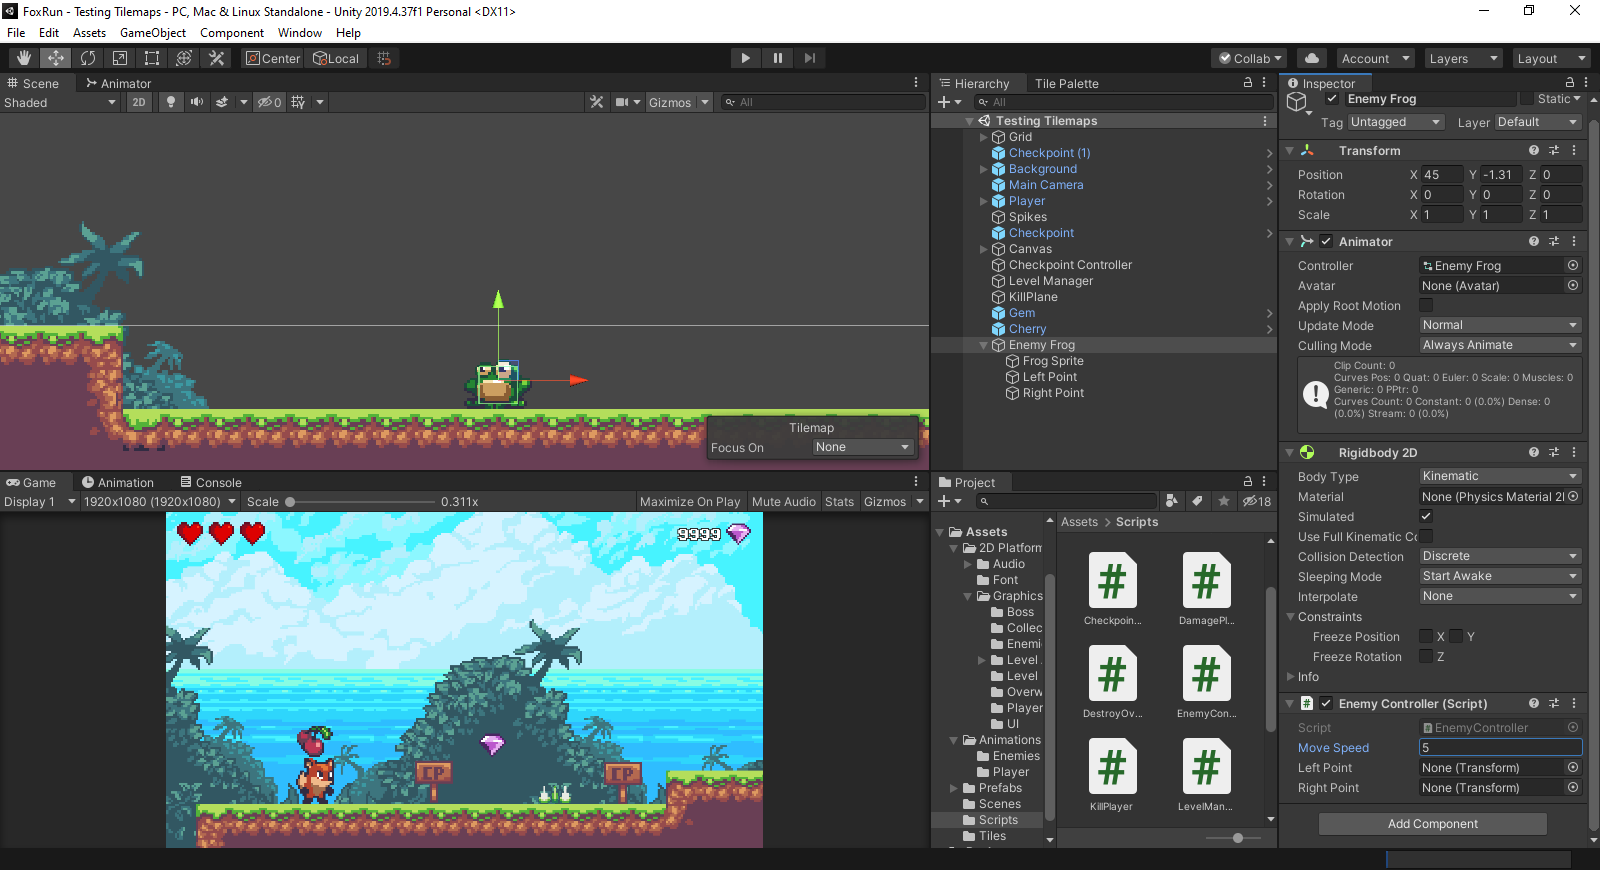 FoxRun - Testing Tilemaps - PC, Mac & Linux Standalone - Unity 2019.4.37f1 Personal <DX11>
File Edit Assets GameObject Component Window Help
Center Local Collab Account Layers Layout
Scene Animator
Shaded 2D 0 Gizmos All
Tilemap
Focus On None
Game Animation Console
Display 1 1920x1080 (1920x1080) Scale 0.311x Maximize On Play Mute Audio Stats Gizmos
9999
CP CP
Hierarchy Tile Palette
All
Testing Tilemaps
Grid
Checkpoint (1)
Background
Main Camera
Player
Spikes
Checkpoint
Canvas
Checkpoint Controller
Level Manager
KillPlane
Gem
Cherry
Enemy Frog
Frog Sprite
Left Point
Right Point
Project
18
Assets
2D Platform
Audio
Font
Graphics
Boss
Collec
Enemi
Level
Level
Overw
Player
UI
Animations
Enemies
Player
Prefabs
Scenes
Scripts
Tiles
Assets > Scripts
Checkpoin... DamagePl...
DestroyOv... EnemyCon...
KillPlayer LevelMan...
Inspector
Enemy Frog Static
Tag Untagged Layer Default
Transform
Position X 45 Y -1.31 Z 0
Rotation X 0 Y 0 Z 0
Scale X 1 Y 1 Z 1
Animator
Controller Enemy Frog
Avatar None (Avatar)
Apply Root Motion
Update Mode Normal
Culling Mode Always Animate
Clip Count: 0
Curves Pos: 0 Quat: 0 Euler: 0 Scale: 0 Muscles: 0
Generic: 0 PPtr: 0
Curves Count: 0 Constant: 0 (0.0%) Dense: 0
(0.0%) Stream: 0 (0.0%)
Rigidbody 2D
Body Type Kinematic
Material None (Physics Material 2I
Simulated
Use Full Kinematic Co
Collision Detection Discrete
Sleeping Mode Start Awake
Interpolate None
Constraints
Freeze Position X Y
Freeze Rotation Z
Info
Enemy Controller (Script)
Script EnemyController
Move Speed 5
Left Point None (Transform)
Right Point None (Transform)
Add Component